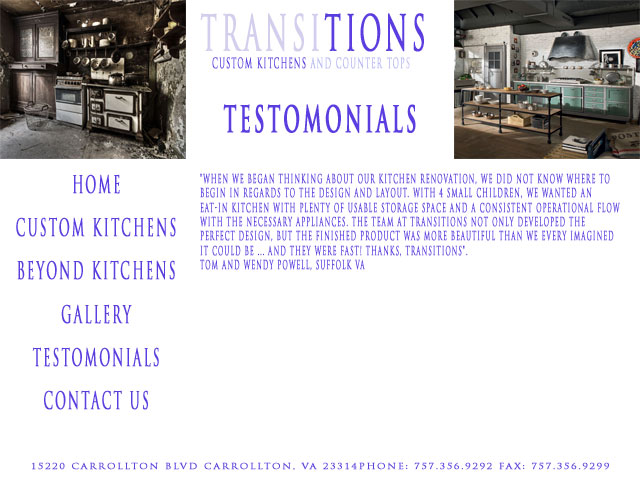 TRANSITIONS
CUSTOM KITCHENS AND COUNTER TOPS
TESTOMONIALS
HOME
CUSTOM KITCHENS
BEYOND KITCHENS
GALLERY
TESTOMONIALS
CONTACT US
"WHEN WE BEGAN THINKING ABOUT OUR KITCHEN RENOVATION, WE DID NOT KNOW WHERE TO
BEGIN IN REGARDS TO THE DESIGN AND LAYOUT. WITH 4 SMALL CHILDREN, WE WANTED AN
EAT-IN KITCHEN WITH PLENTY OF USABLE STORAGE SPACE AND A CONSISTENT OPERATIONAL FLOW
WITH THE NECESSARY APPLIANCES. THE TEAM AT TRANSITIONS NOT ONLY DEVELOPED THE
PERFECT DESIGN, BUT THE FINISHED PRODUCT WAS MORE BEAUTIFUL THAN WE EVERY IMAGINED
IT COULD BE ... AND THEY WERE FAST! THANKS, TRANSITIONS".
TOM AND WENDY POWELL, SUFFOLK VA
15220 CARROLLTON BLVD CARROLLTON, VA 23314PHONE: 757.356.9292 FAX: 757.356.9299